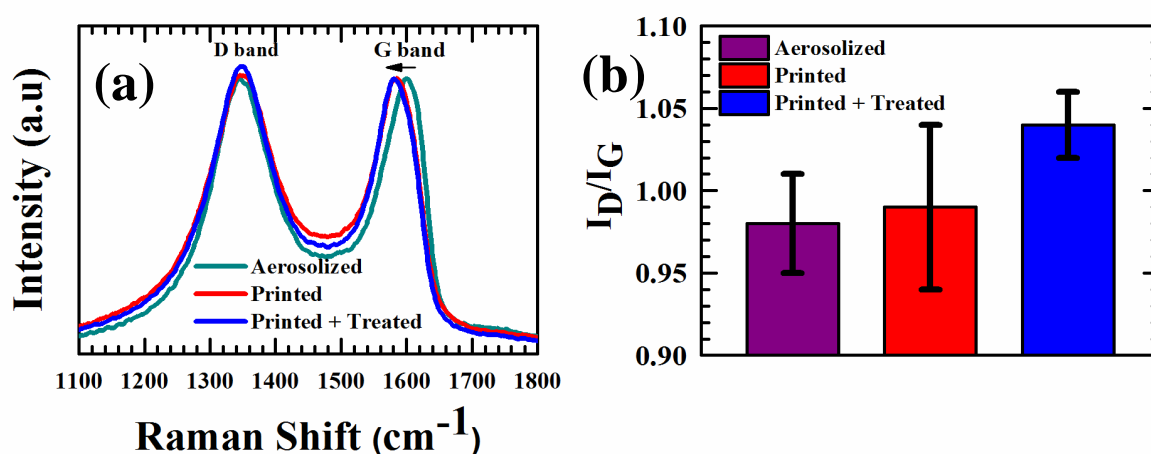 (a)
D band
G band
Intensity (a.u)
Aerosolized
Printed
Printed + Treated
1100 1200 1300 1400 1500 1600 1700 1800
Raman Shift (cm-1)
(b)
Aerosolized
Printed
Printed + Treated
ID/IG
1.10
1.05
1.00
0.95
0.90